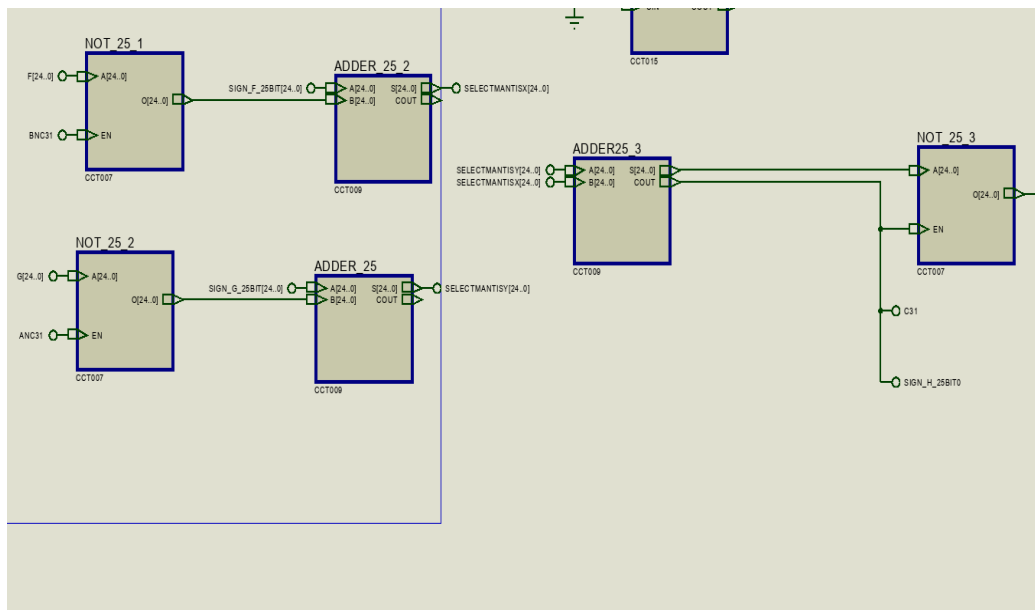 NOT_25_1
F[24..0]
A[24..0]
O[24..0]
BNC31
EN
CCT007
ADDER_25_2
SIGN_F_25BIT[24..0]
A[24..0]
B[24..0]
S[24..0]
COUT
SELECTMANTISX[24..0]
CCT009
COUT
CCT015
NOT_25_2
G[24..0]
A[24..0]
O[24..0]
ANC31
EN
CCT007
ADDER_25
SIGN_G_25BIT[24..0]
A[24..0]
B[24..0]
S[24..0]
COUT
SELECTMANTISY[24..0]
CCT009
ADDER25_3
SELECTMANTISY[24..0]
SELECTMANTISX[24..0]
A[24..0]
B[24..0]
S[24..0]
COUT
CCT009
NOT_25_3
A[24..0]
O[24..0]
EN
CCT007
C31
SIGN_H_25BIT0